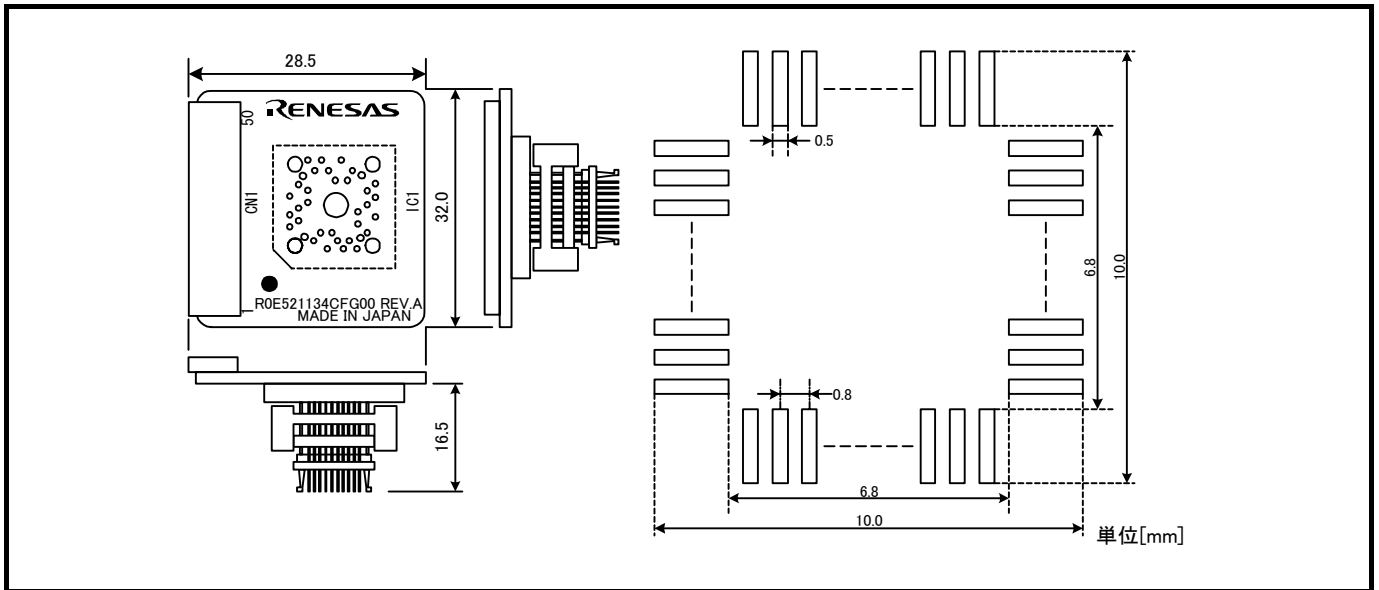 28.5
RENESAS
50
CN1
IC1
32.0
1
R0E521134CFG00 REV.A
MADE IN JAPAN
16.5
0.5
6.8
10.0
0.8
6.8
10.0
単位[mm]